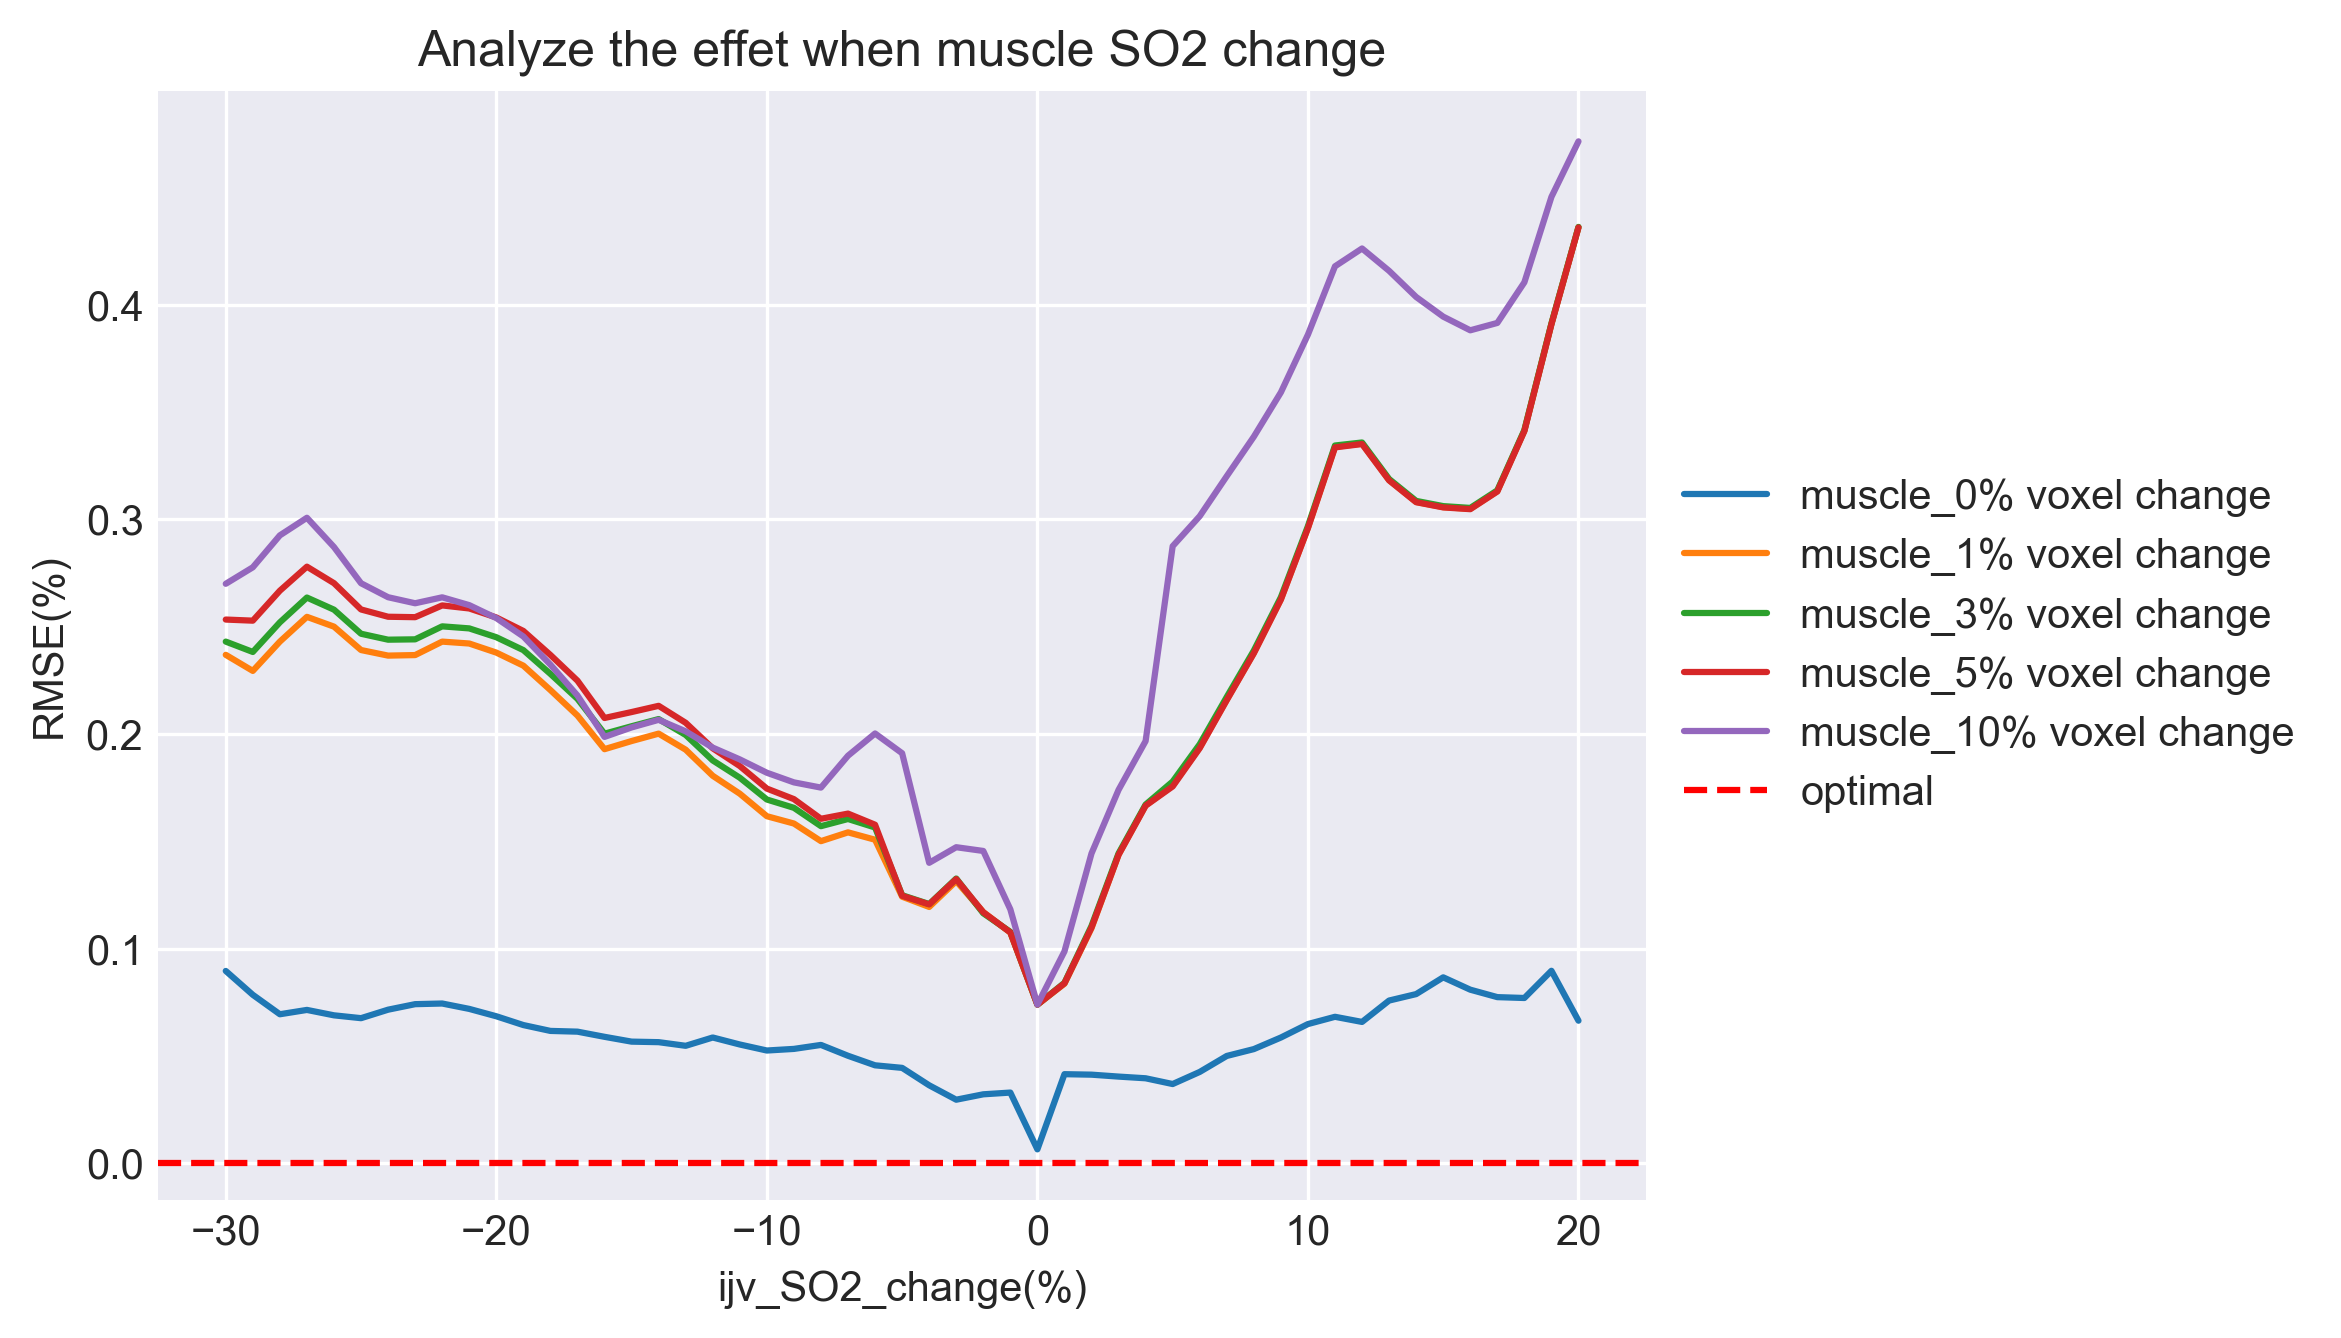 Analyze the effet when muscle SO2 change
RMSE(%)
0.4
0.3
0.2
0.1
0.0
−30
−20
−10
0
10
20
ijv_SO2_change(%)
muscle_0% voxel change
muscle_1% voxel change
muscle_3% voxel change
muscle_5% voxel change
muscle_10% voxel change
optimal